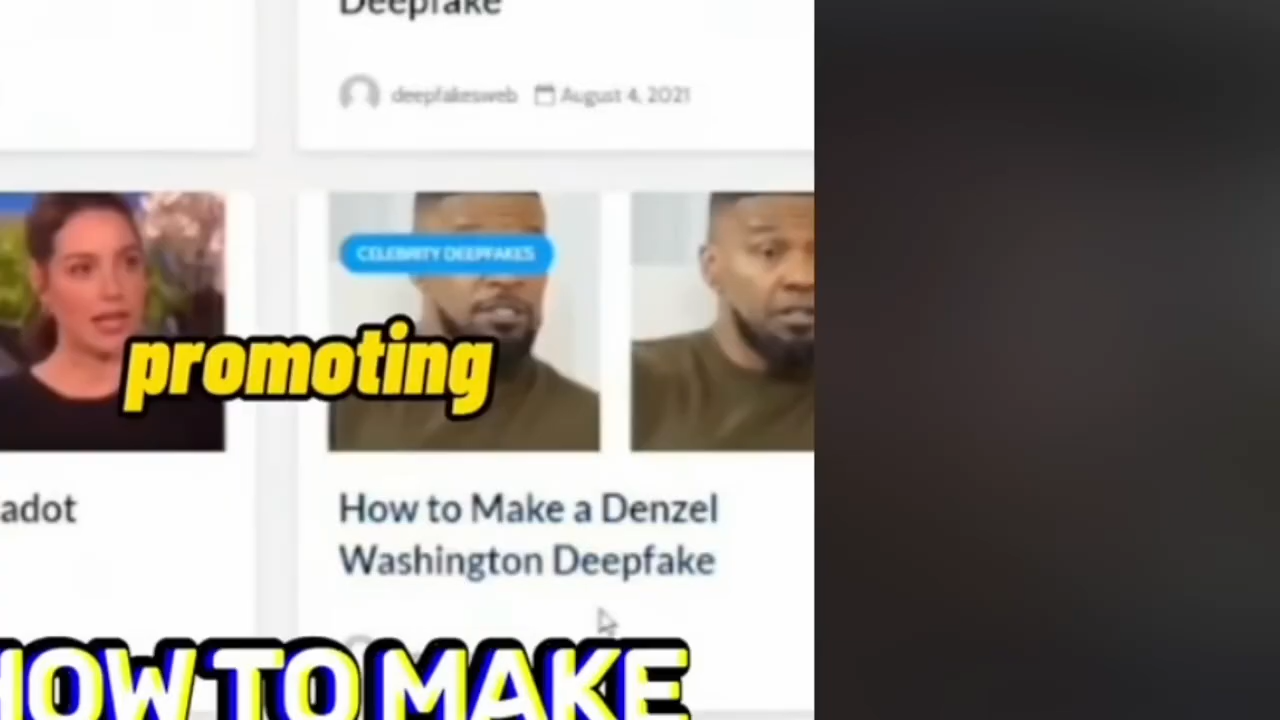 Deepfake
deepfakesweb August 4, 2021
CELEBRITY DEEPFAKES
promoting
adot
How to Make a Denzel
Washington Deepfake
HOW TO MAKE